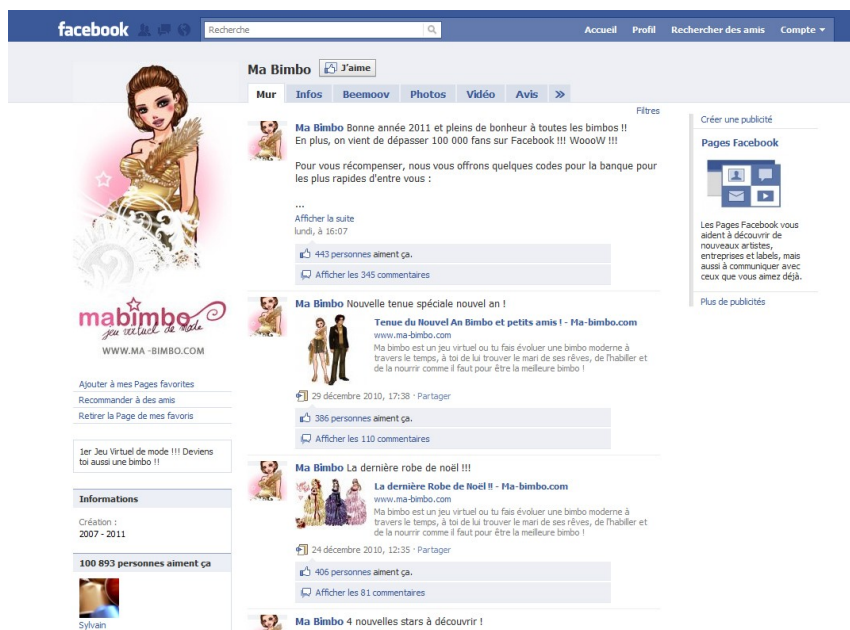 facebook
Recherche
Accueil Profil Rechercher des amis Compte
Ma Bimbo J'aime
Mur Infos Beemoov Photos Vidéo Avis »
Filtres
Ma Bimbo Bonne année 2011 et pleins de bonheur à toutes les bimbos !!
En plus, on vient de dépasser 100 000 fans sur Facebook !!! WoooW !!!
Pour vous récompenser, nous vous offrons quelques codes pour la banque pour
les plus rapides d'entre vous :
...
Afficher la suite
lundi, à 16:07
443 personnes aiment ça.
Afficher les 345 commentaires
Ma Bimbo Nouvelle tenue spéciale nouvel an !
Tenue du Nouvel An Bimbo et petits amis ! - Ma-bimbo.com
www.ma-bimbo.com
Ma bimbo est un jeu virtuel ou tu fais évoluer une bimbo moderne à
travers le temps, à toi de lui trouver le mari de ses rêves, de l'habiller et
de la nourrir comme il faut pour être la meilleure bimbo !
29 décembre 2010, 17:38 · Partager
386 personnes aiment ça.
Afficher les 110 commentaires
Ma Bimbo La dernière robe de noël !!!
La dernière Robe de Noël !! - Ma-bimbo.com
www.ma-bimbo.com
Ma bimbo est un jeu virtuel ou tu fais évoluer une bimbo moderne à
travers le temps, à toi de lui trouver le mari de ses rêves, de l'habiller et
de la nourrir comme il faut pour être la meilleure bimbo !
24 décembre 2010, 12:35 · Partager
406 personnes aiment ça.
Afficher les 81 commentaires
Ma Bimbo 4 nouvelles stars à découvrir !
mabimbo
jeu virtuel de mode
WWW.MA -BIMBO.COM
Ajouter à mes Pages favorites
Recommander à des amis
Retirer la Page de mes favoris
1er Jeu Virtuel de mode !!! Deviens
toi aussi une bimbo !!
Informations
Création :
2007 - 2011
100 893 personnes aiment ça
Sylvain
Créer une publicité
Pages Facebook
Les Pages Facebook vous
aident à découvrir de
nouveaux artistes,
entreprises et labels, mais
aussi à communiquer avec
ceux que vous aimez déjà.
Plus de publicités